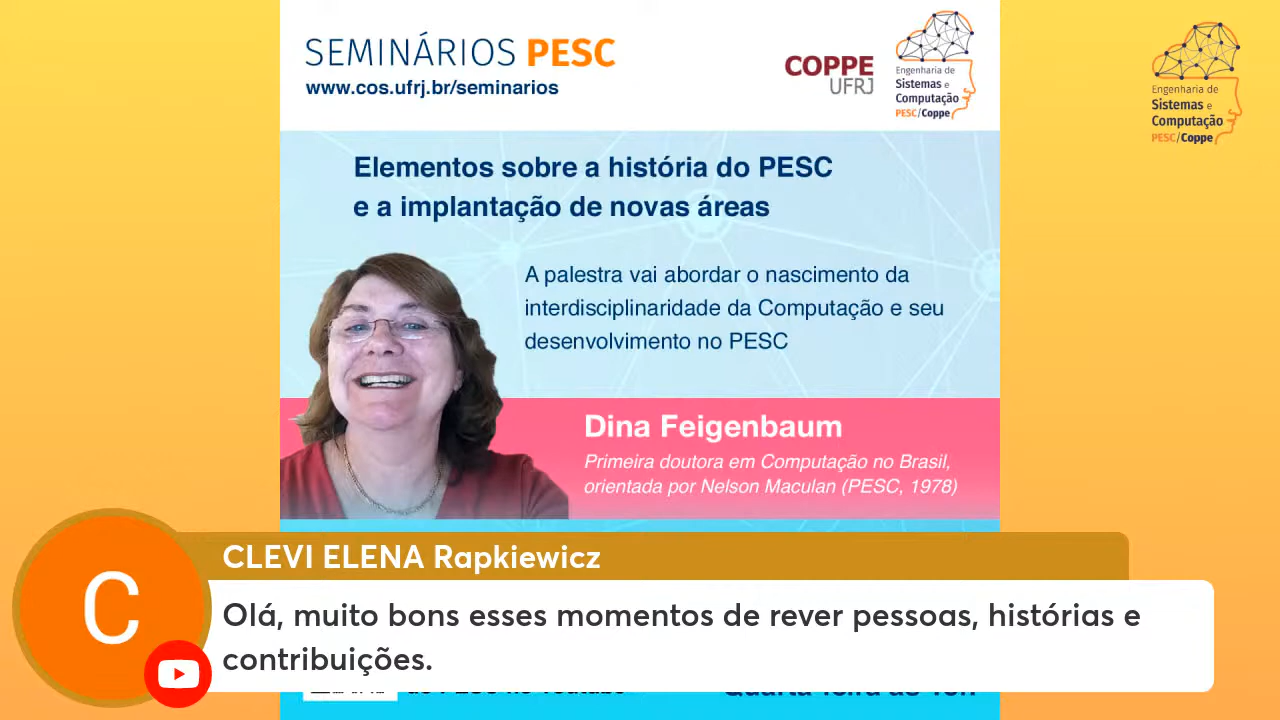 SEMINÁRIOS PESC
www.cos.ufrj.br/seminarios
COPPE
UFRJ
Engenharia de
Sistemas e
Computação
PESC/Coppe
Engenharia de
Sistemas e
Computação
PESC/Coppe
Elementos sobre a história do PESC
e a implantação de novas áreas
A palestra vai abordar o nascimento da
interdisciplinaridade da Computação e seu
desenvolvimento no PESC
Dina Feigenbaum
Primeira doutora em Computação no Brasil,
orientada por Nelson Maculan (PESC, 1978)
CLEVI ELENA Rapkiewicz
C
Olá, muito bons esses momentos de rever pessoas, histórias e
contribuições.